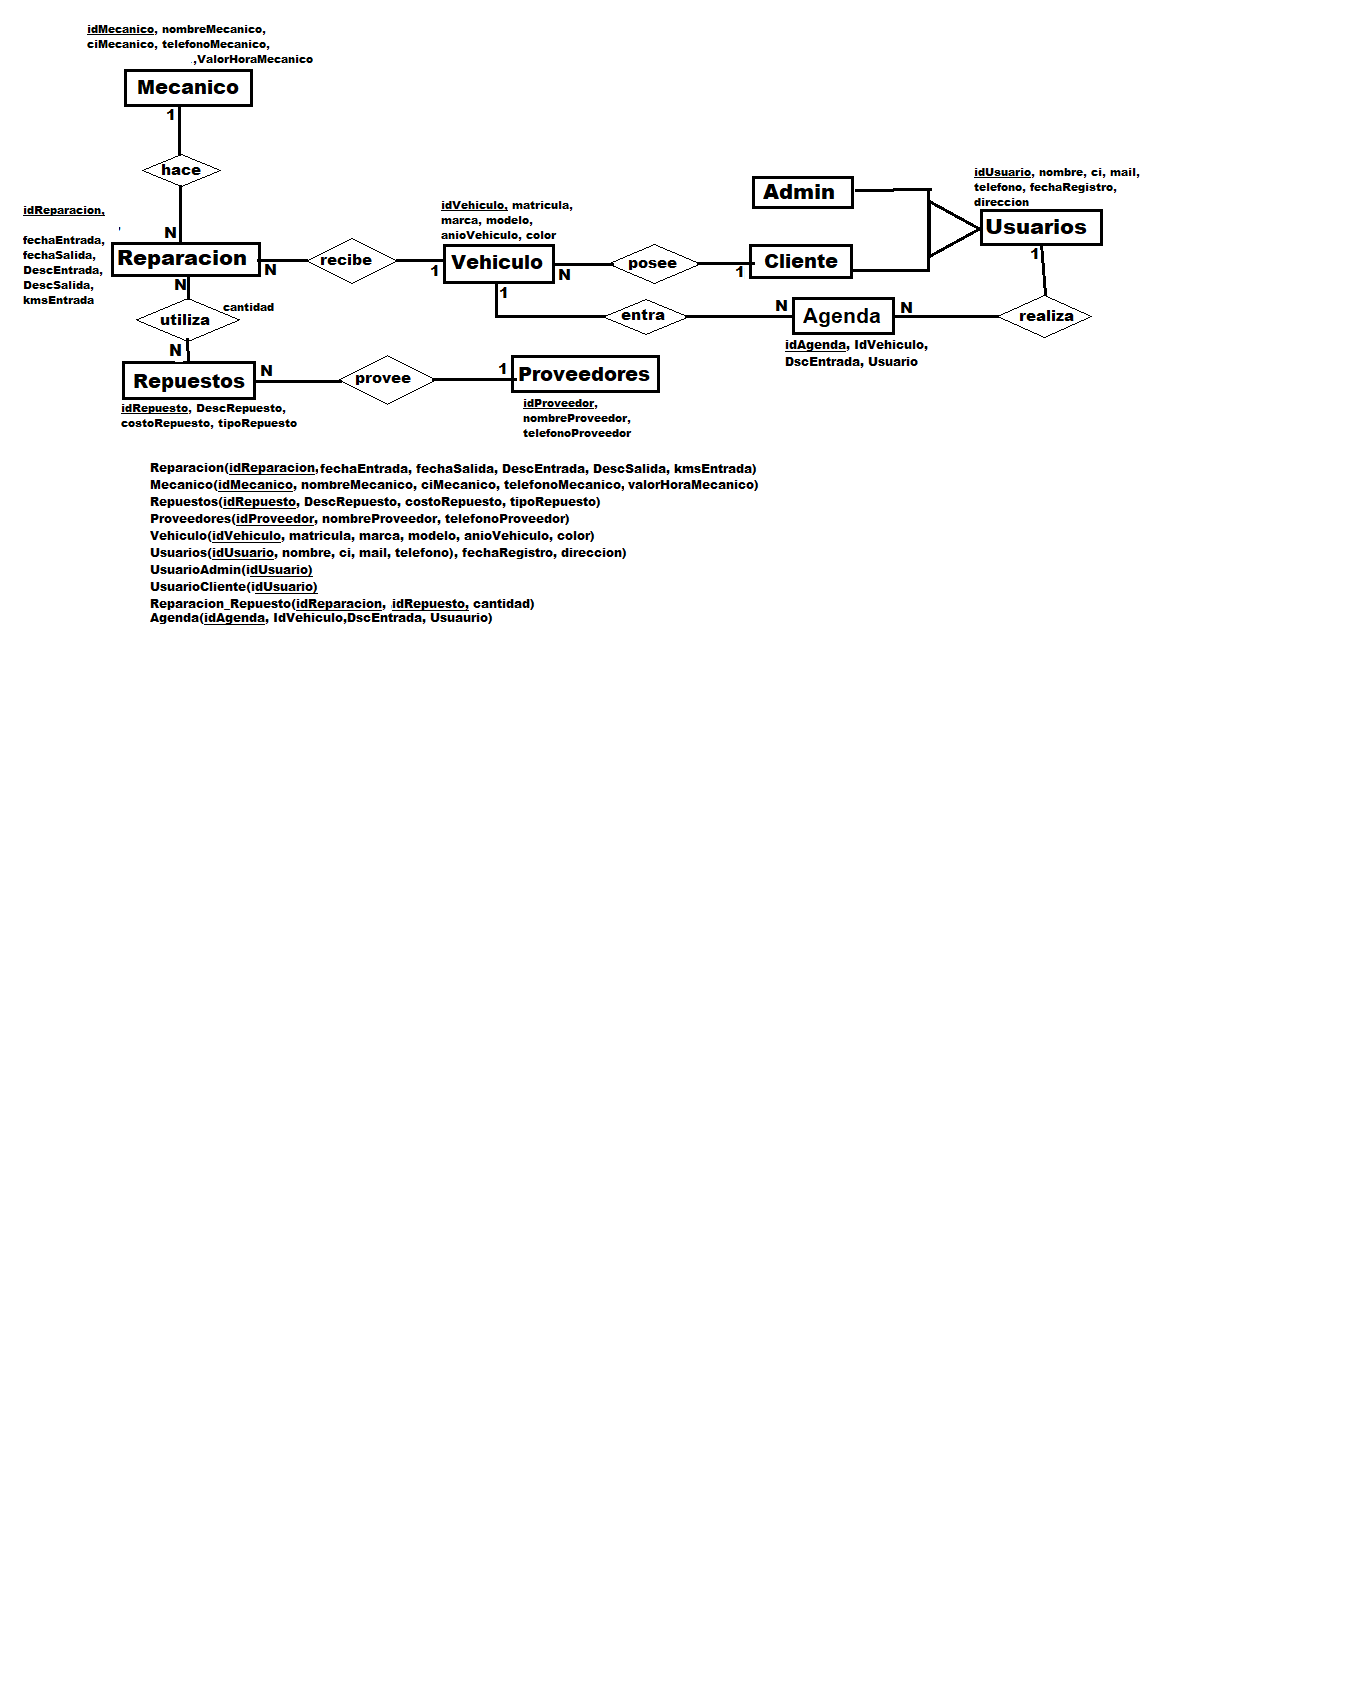 idMecanico, nombreMecanico,
ciMecanico, telefonoMecanico,
.,ValorHoraMecanico
Mecanico
1
hace
N
idReparacion,
'
fechaEntrada,
fechaSalida,
DescEntrada,
DescSalida,
kmsEntrada
Reparacion
N
recibe
1
idVehiculo, matricula,
marca, modelo,
anioVehiculo, color
Vehiculo
N
posee
1
Admin
Cliente
idUsuario, nombre, ci, mail,
telefono, fechaRegistro,
direccion
Usuarios
1
realiza
1
entra
N
Agenda
N
idAgenda, IdVehiculo,
DscEntrada, Usuario
N
cantidad
utiliza
N
Repuestos
N
idRepuesto, DescRepuesto,
costoRepuesto, tipoRepuesto
provee
1
Proveedores
idProveedor,
nombreProveedor,
telefonoProveedor
Reparacion(idReparacion,fechaEntrada, fechaSalida, DescEntrada, DescSalida, kmsEntrada)
Mecanico(idMecanico, nombreMecanico, ciMecanico, telefonoMecanico, valorHoraMecanico)
Repuestos(idRepuesto, DescRepuesto, costoRepuesto, tipoRepuesto)
Proveedores(idProveedor, nombreProveedor, telefonoProveedor)
Vehiculo(idVehiculo, matricula, marca, modelo, anioVehiculo, color)
Usuarios(idUsuario, nombre, ci, mail, telefono), fechaRegistro, direccion)
UsuarioAdmin(idUsuario)
UsuarioCliente(idUsuario)
Reparacion_Repuesto(idReparacion, idRepuesto, cantidad)
Agenda(idAgenda, IdVehiculo,DscEntrada, Usuaurio)